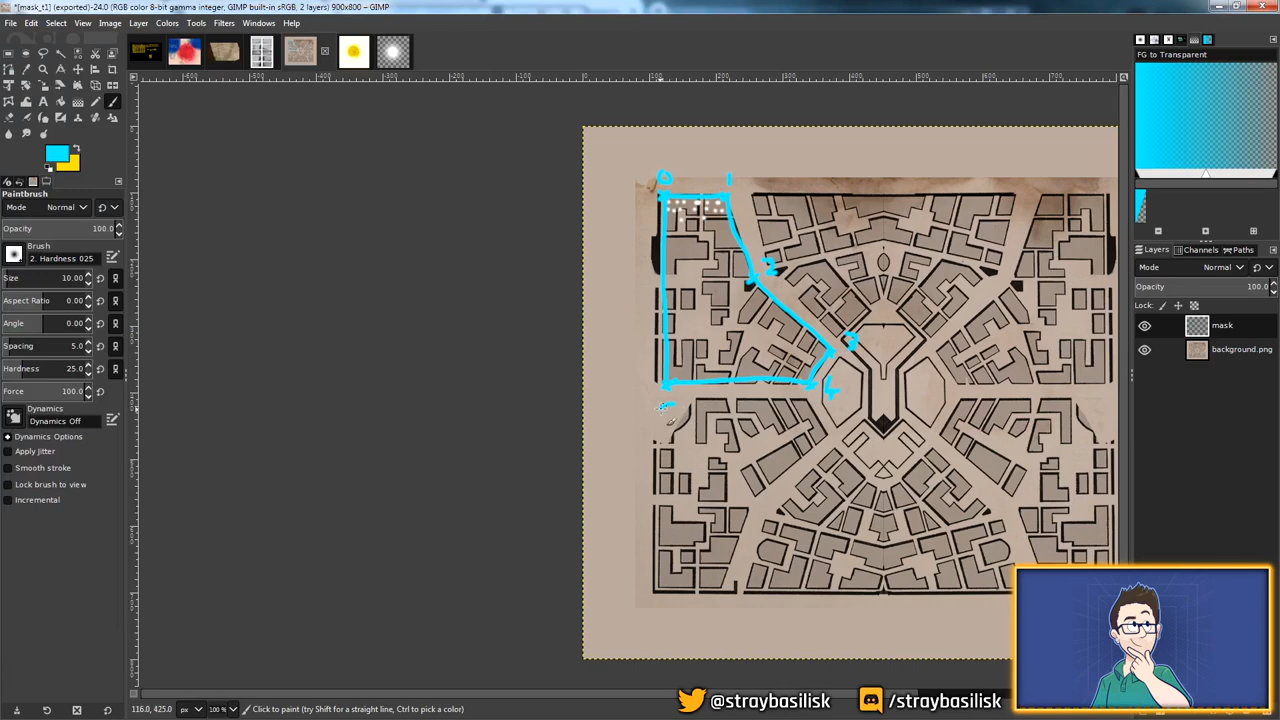 *[mask_t1] (exported)-24.0 (RGB color 8-bit gamma integer, GIMP built-in sRGB, 2 layers) 900x800 – GIMP
File Edit Select View Image Layer Colors Tools Filters Windows Help
Paintbrush
Mode Normal
Opacity 100.0
Brush
2. Hardness 025
Size 10.00
Aspect Ratio 0.00
Angle 0.00
Spacing 5.0
Hardness 25.0
Force 100.0
Dynamics
Dynamics Off
Dynamics Options
Apply Jitter
Smooth stroke
Lock brush to view
Incremental
0 1
2
3
4
FG to Transparent
Layers Channels Paths
Mode Normal
Opacity 100.0
Lock:
mask
background.png
@straybasilisk /straybasilisk
116.0, 425.0 px 100% Click to paint (try Shift for a straight line, Ctrl to pick a color)